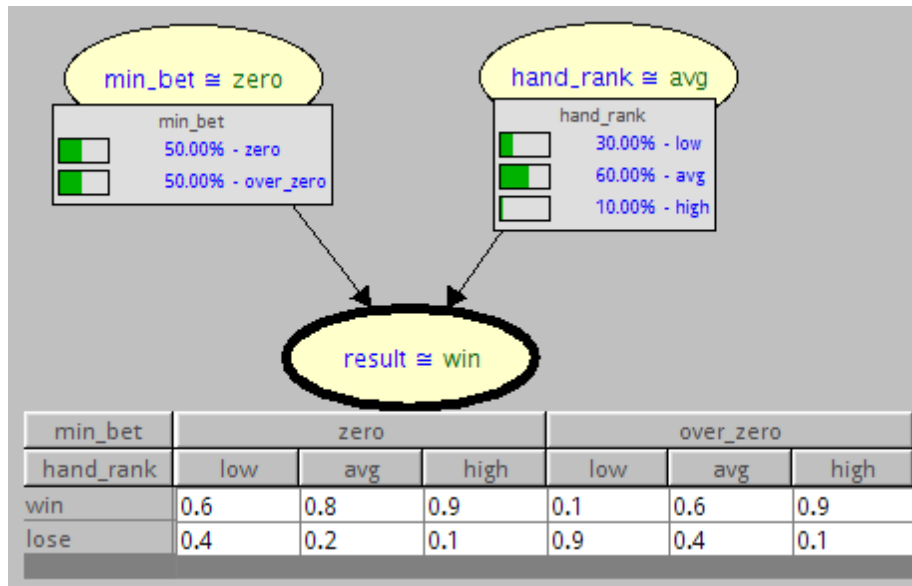 min_bet ≅ zero
hand_rank ≅ avg
min_bet
50.00% - zero
50.00% - over_zero
hand_rank
30.00% - low
60.00% - avg
10.00% - high
result ≅ win
min_bet zero over_zero
hand_rank low avg high low avg high
win 0.6 0.8 0.9 0.1 0.6 0.9
lose 0.4 0.2 0.1 0.9 0.4 0.1